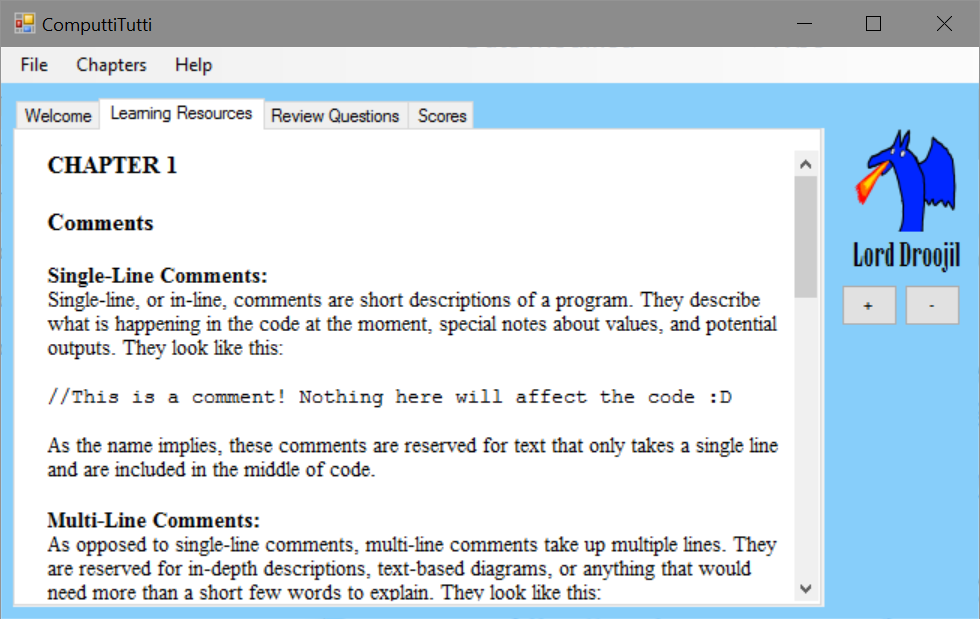 ComputtiTutti
File Chapters Help
Welcome Learning Resources Review Questions Scores
CHAPTER 1
Comments
Single-Line Comments:
Single-line, or in-line, comments are short descriptions of a program. They describe
what is happening in the code at the moment, special notes about values, and potential
outputs. They look like this:
//This is a comment! Nothing here will affect the code :D
As the name implies, these comments are reserved for text that only takes a single line
and are included in the middle of code.
Multi-Line Comments:
As opposed to single-line comments, multi-line comments take up multiple lines. They
are reserved for in-depth descriptions, text-based diagrams, or anything that would
need more than a short few words to explain. They look like this:
Lord Droojil
+ -